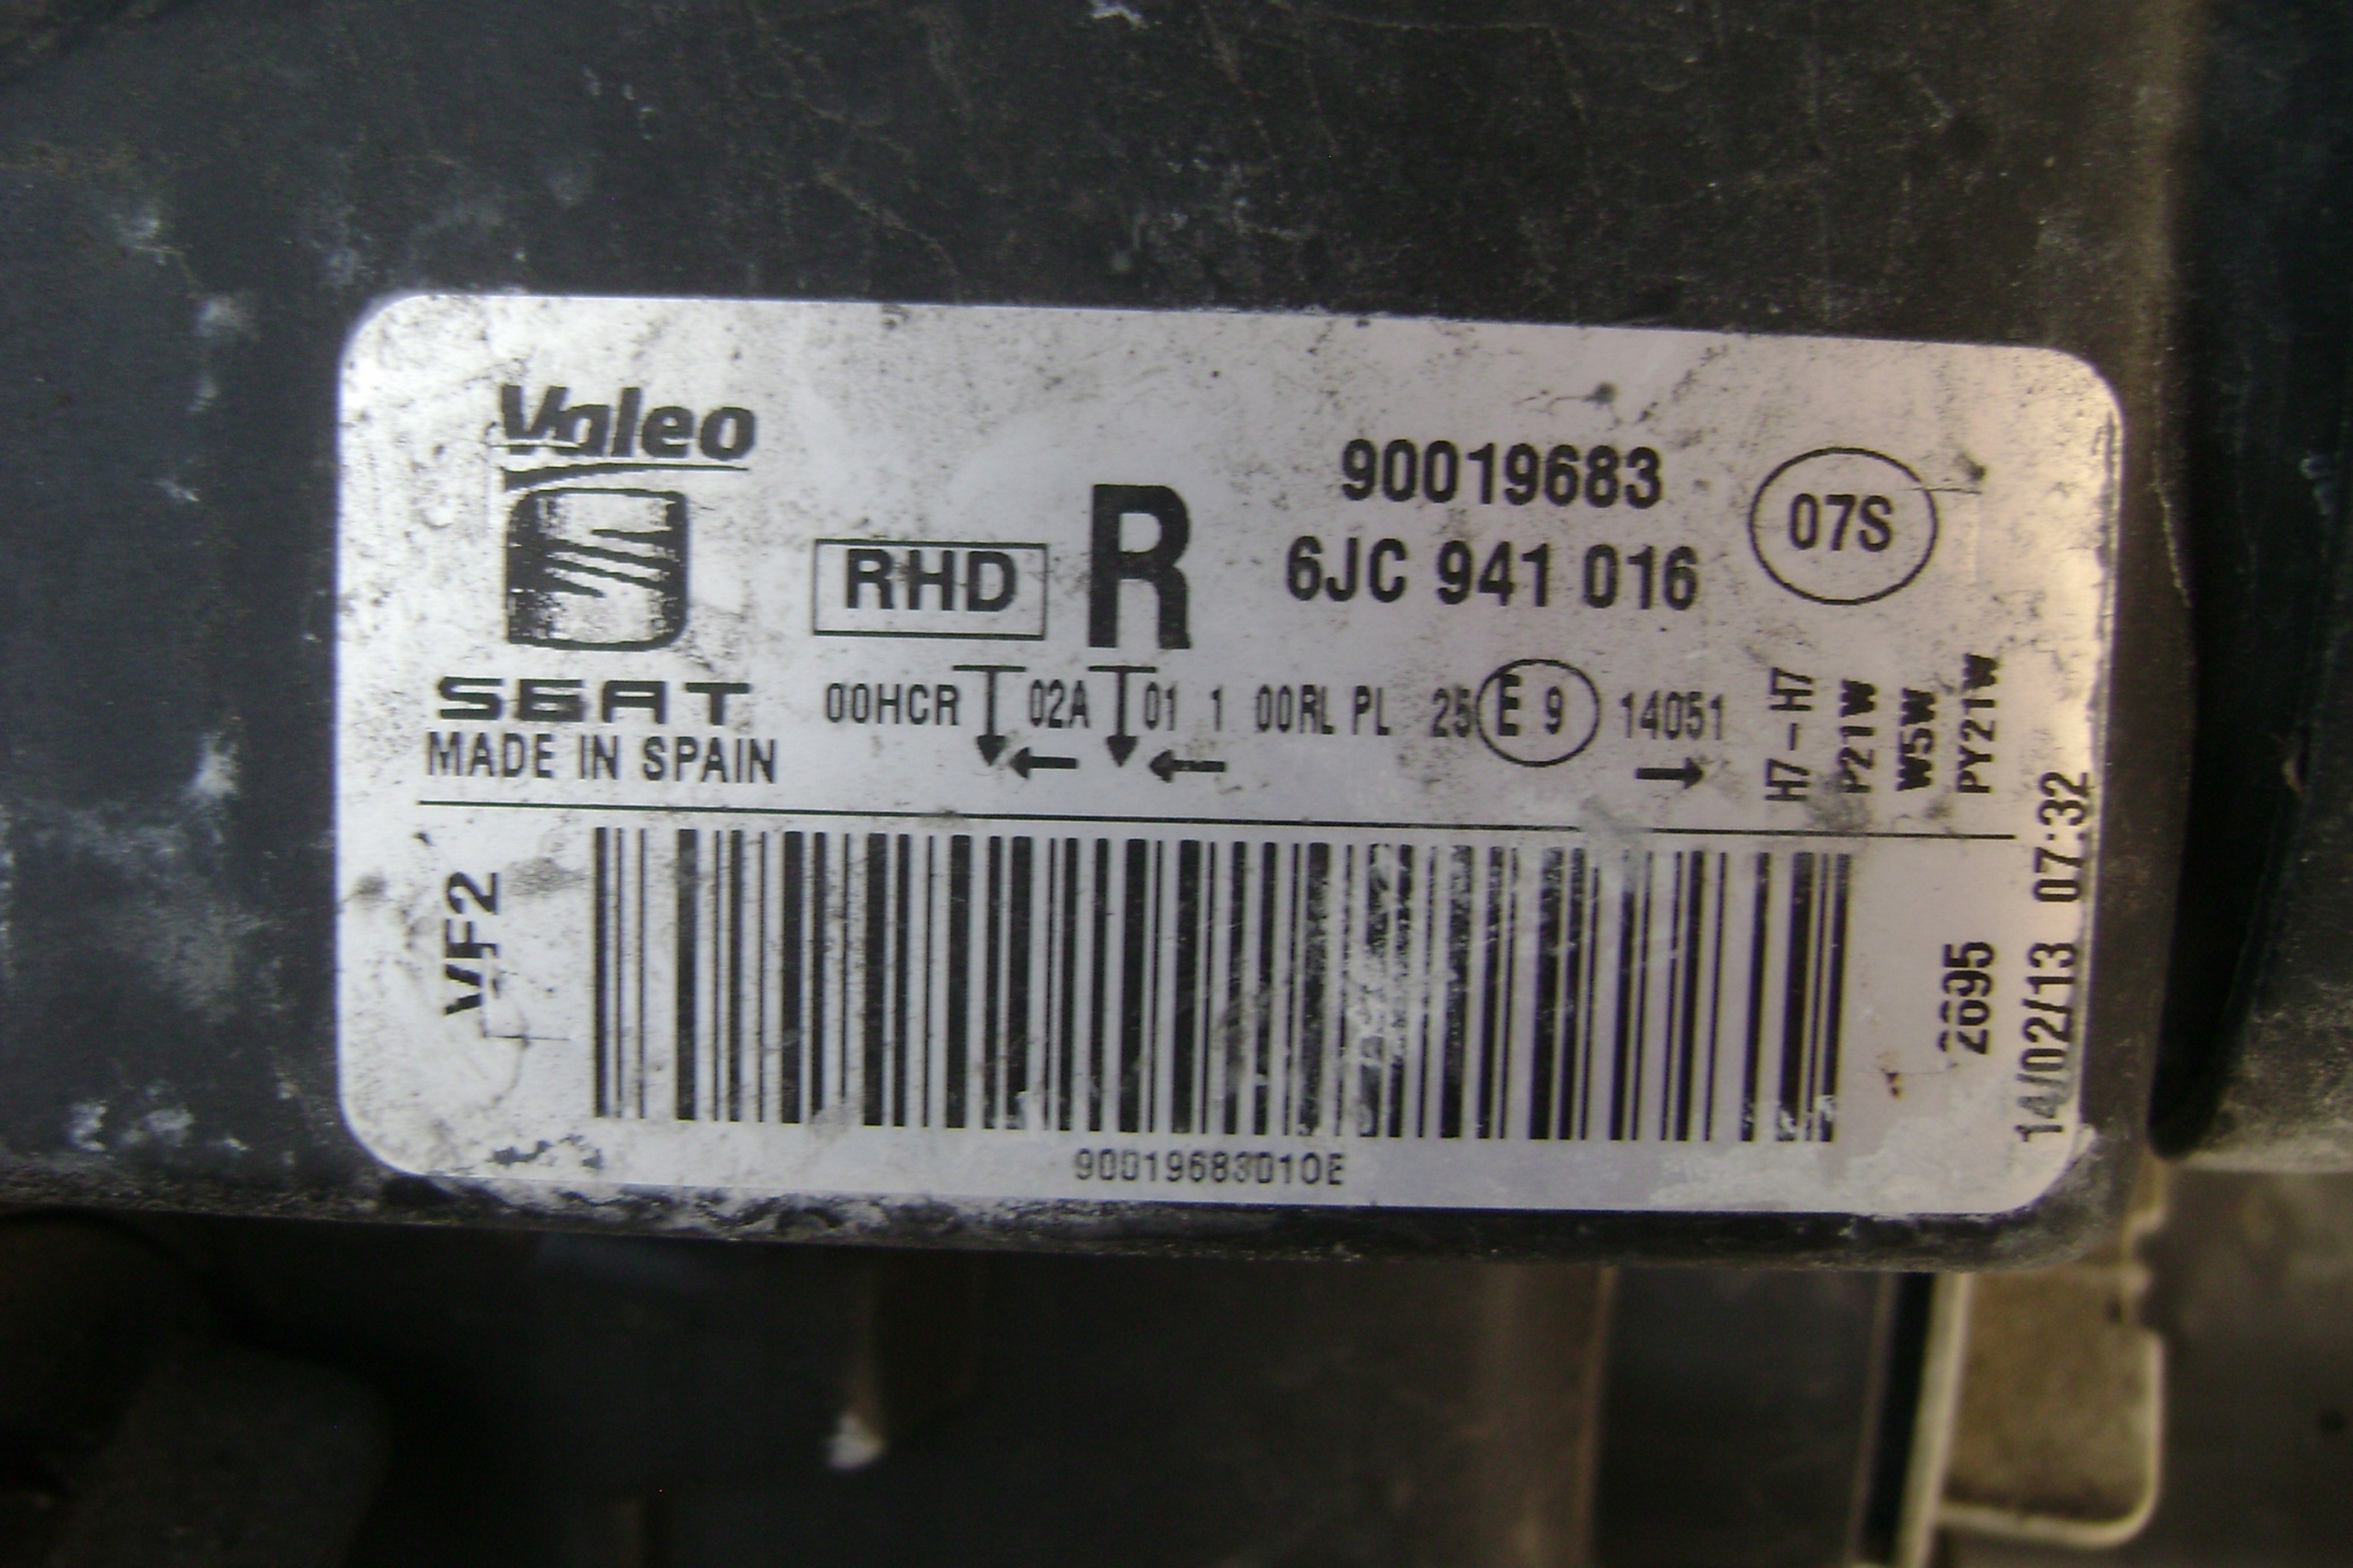 Valeo
SEAT
MADE IN SPAIN
RHD
R
90019683
6JC 941 016
07S
00HCR 02A 01 1 00RL PL 25 E 9 14051
H7-H7
P21W
W5W
PY21W
VF2
90019683010E
2695
14/02/13 07:32